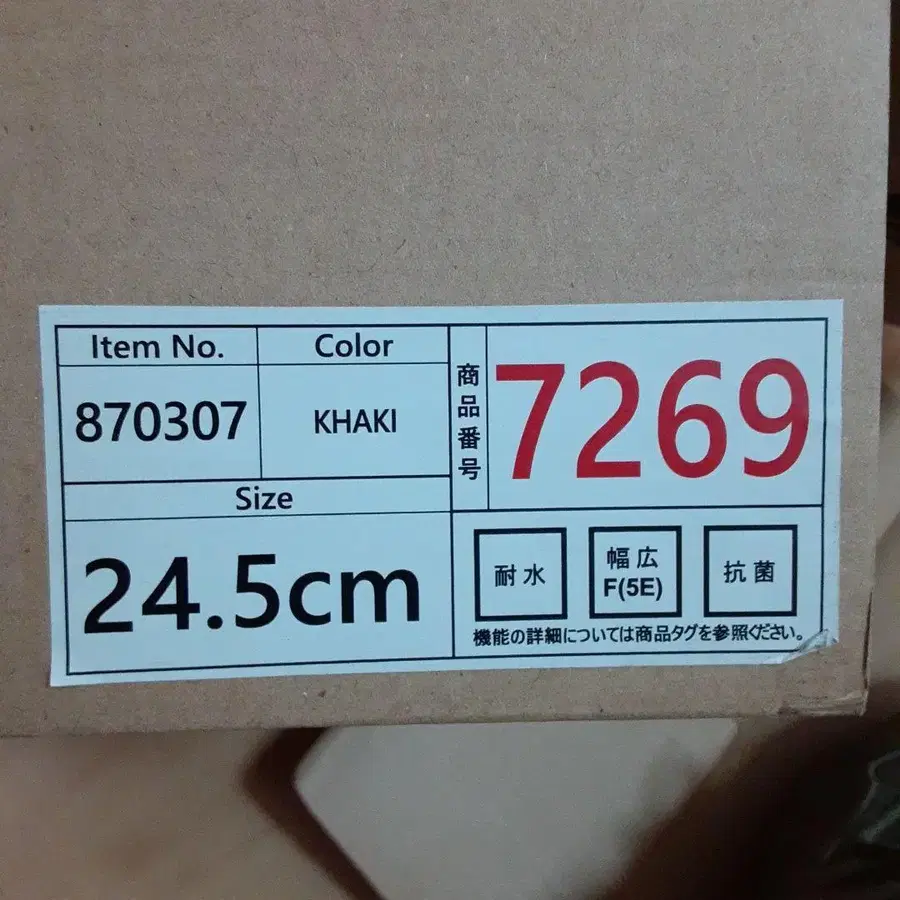 Item No.
Color
870307
KHAKI
Size
24.5cm
商品番号
7269
耐水
幅広
F(5E)
抗菌
機能の詳細については商品タグを参照ください。